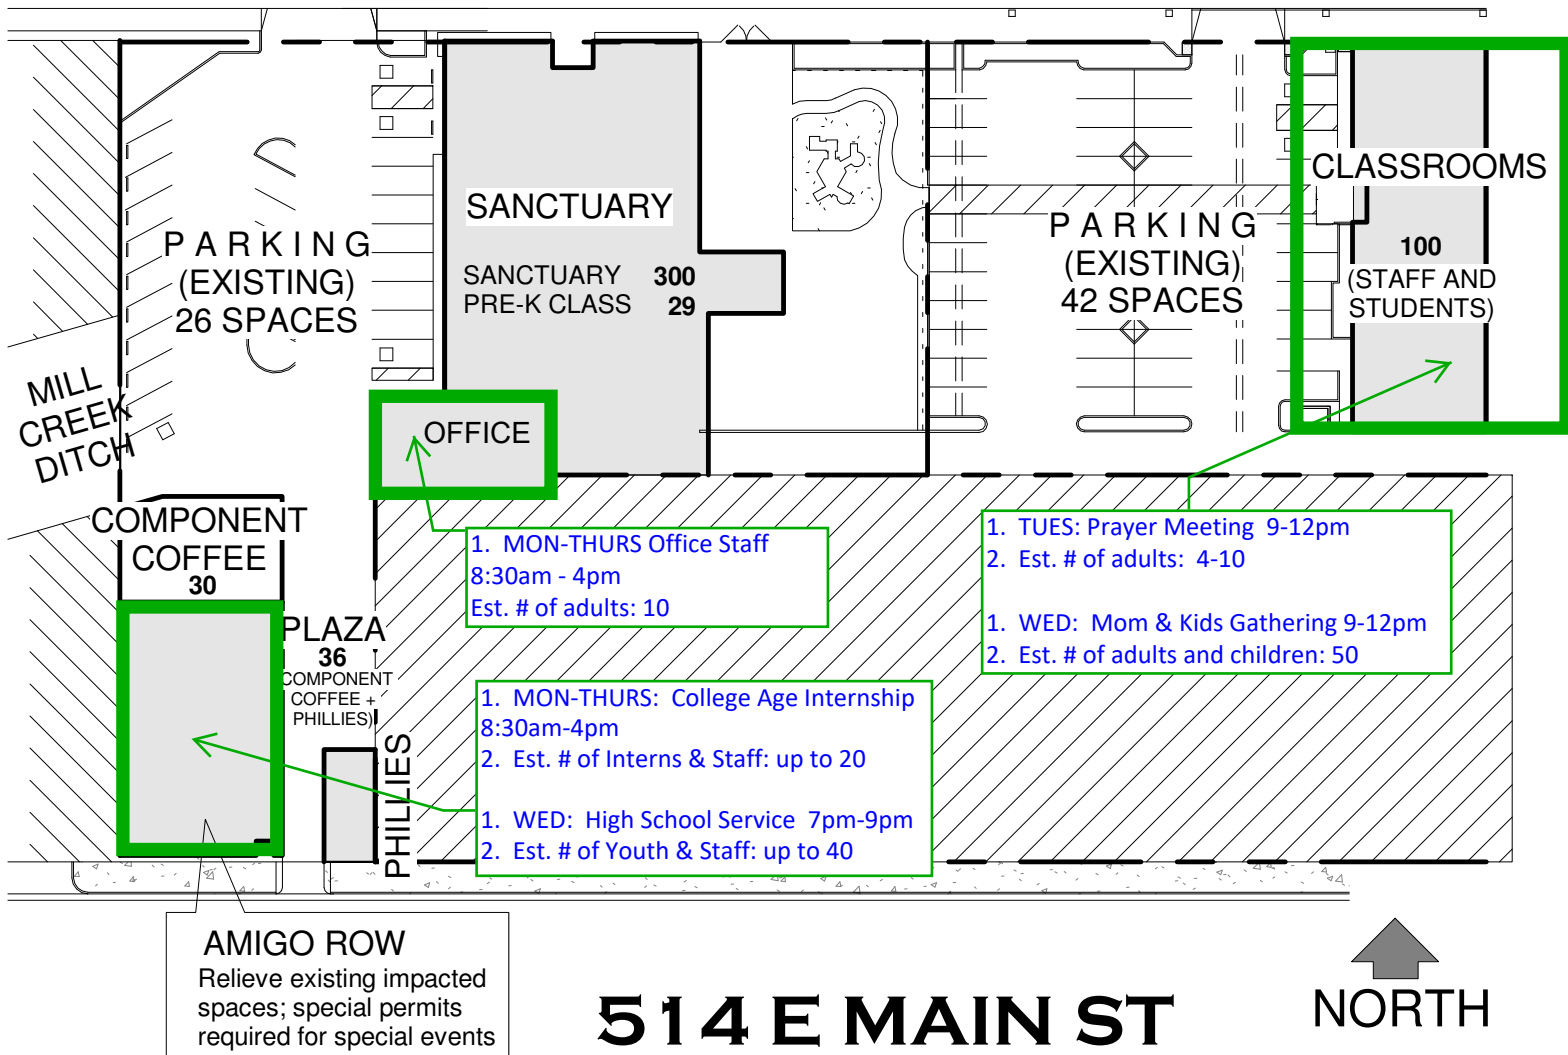 SANCTUARY
SANCTUARY 300
PRE-K CLASS 29
PARKING
(EXISTING)
26 SPACES
PARKING
(EXISTING)
42 SPACES
CLASSROOMS
100
(STAFF AND
STUDENTS)
MILL
CREEK
DITCH
OFFICE
COMPONENT
COFFEE
30
1. MON-THURS Office Staff
8:30am - 4pm
Est. # of adults: 10
1. TUES: Prayer Meeting 9-12pm
2. Est. # of adults: 4-10
1. WED: Mom & Kids Gathering 9-12pm
2. Est. # of adults and children: 50
PLAZA
36
COMPONENT
COFFEE +
PHILLIES)
PHILLIES
1. MON-THURS: College Age Internship
8:30am-4pm
2. Est. # of Interns & Staff: up to 20
1. WED: High School Service 7pm-9pm
2. Est. # of Youth & Staff: up to 40
AMIGO ROW
Relieve existing impacted
spaces; special permits
required for special events
514 E MAIN ST
NORTH